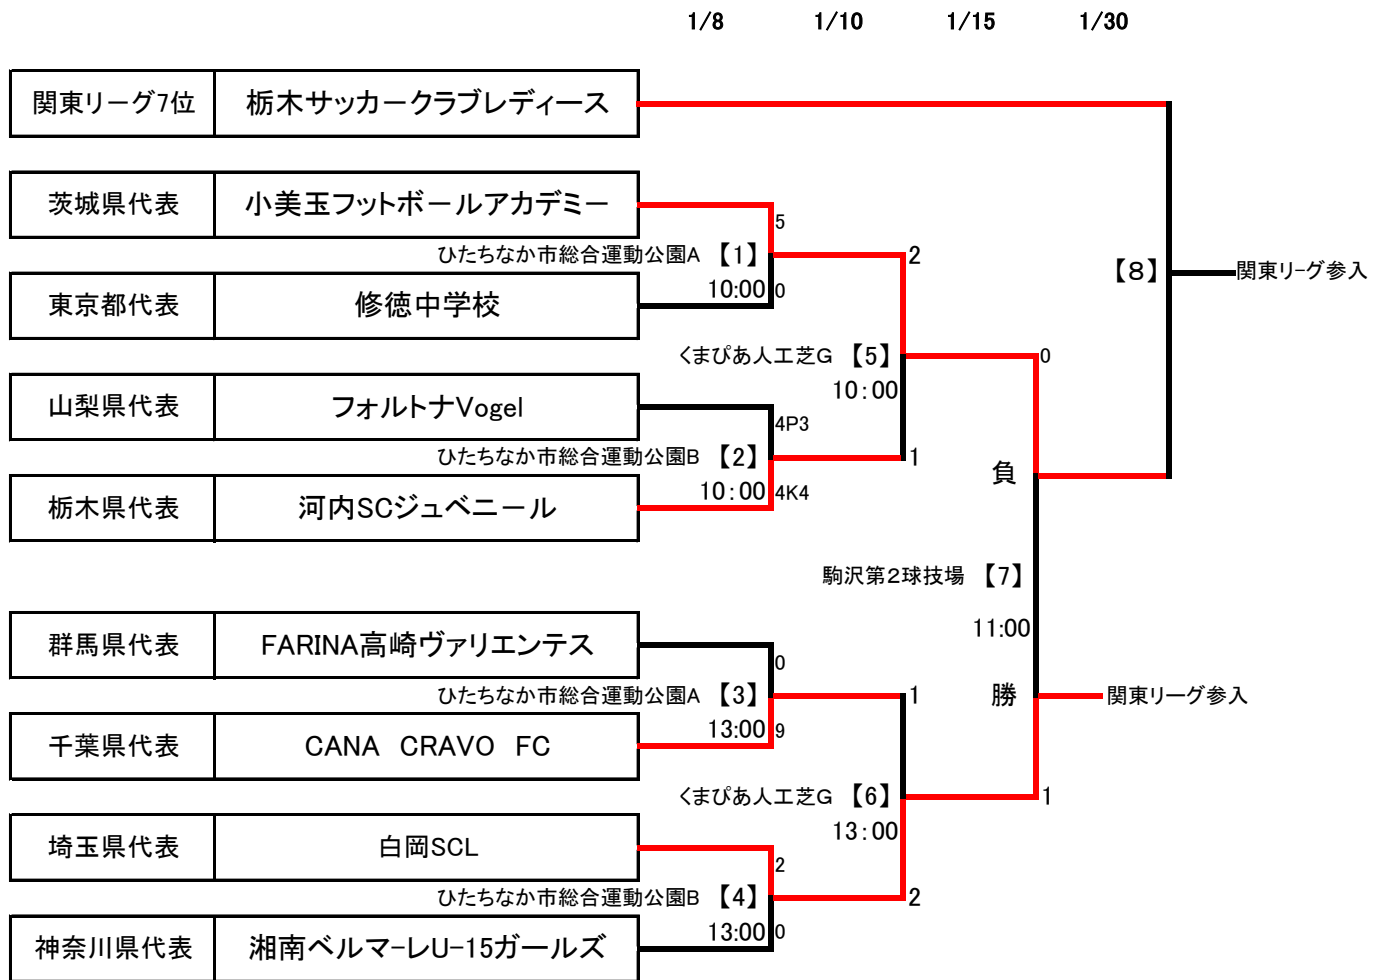 1/8 1/10 1/15 1/30
関東リーグ7位 栃木サッカークラブレディース
茨城県代表 小美玉フットボールアカデミー
5
ひたちなか市総合運動公園A 【1】 2
10:00 0
【8】 関東リーグ参入
東京都代表 修徳中学校
くまぴあ人工芝G 【5】 0
10:00
山梨県代表 フォルトナVogel
4P3
ひたちなか市総合運動公園B 【2】 1
10:00 4K4
負
栃木県代表 河内SCジュベニール
駒沢第2球技場 【7】
11:00
群馬県代表 FARINA高崎ヴァリエンテス
0
ひたちなか市総合運動公園A 【3】 1
勝 関東リーグ参入
13:00 9
千葉県代表 CANA CRAVO FC
くまぴあ人工芝G 【6】 1
13:00
埼玉県代表 白岡SCL
2
ひたちなか市総合運動公園B 【4】 2
13:00 0
神奈川県代表 湘南ベルマーレU-15ガールズ